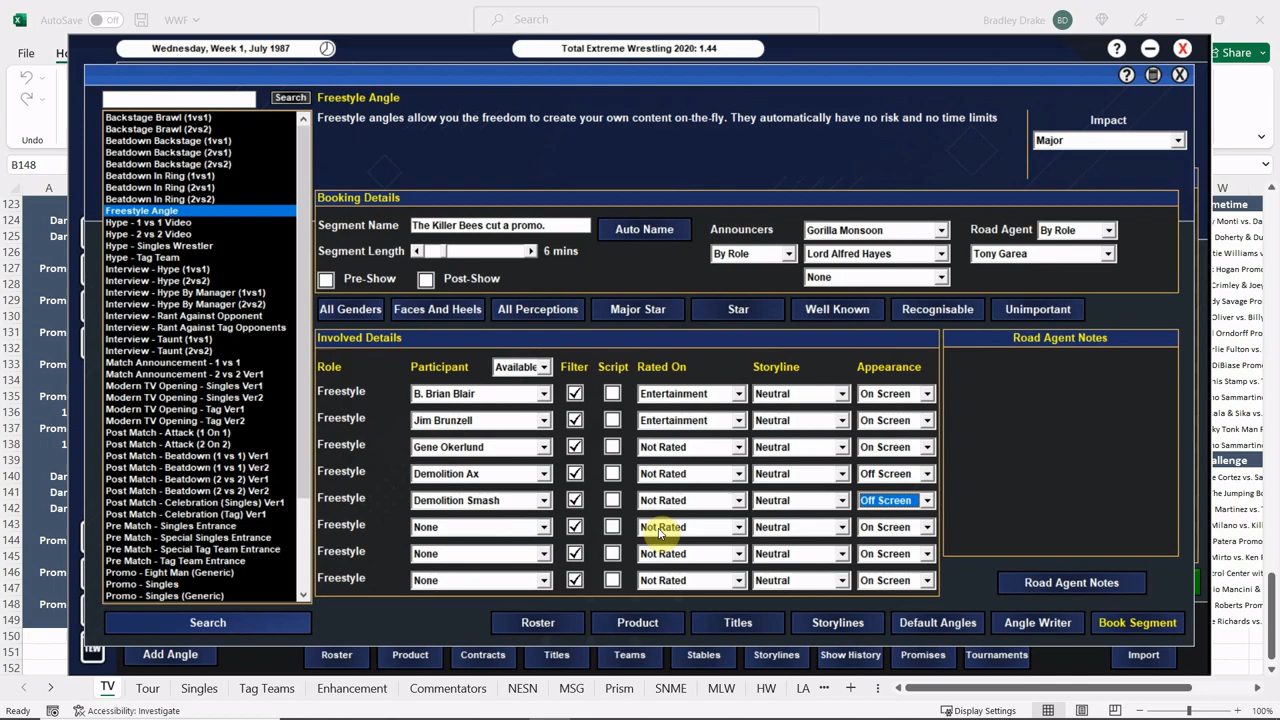 AutoSave
Off
WWF
Search
Bradley Drake
BD
File
Share
Undo
B148
Wednesday, Week 1, July 1987
Total Extreme Wrestling 2020: 1.44
Search
Freestyle Angle
Freestyle angles allow you the freedom to create your own content on-the-fly. They automatically have no risk and no time limits
Impact
Major
Backstage Brawl (1vs1)
Backstage Brawl (2vs2)
Beatdown Backstage (1vs1)
Beatdown Backstage (2vs1)
Beatdown Backstage (2vs2)
Beatdown In Ring (1vs1)
Beatdown In Ring (2vs1)
Beatdown In Ring (2vs2)
Freestyle Angle
Hype - 1 vs 1 Video
Hype - 2 vs 2 Video
Hype - Singles Wrestler
Hype - Tag Team
Interview - Hype (1vs1)
Interview - Hype (2vs2)
Interview - Hype By Manager (1vs1)
Interview - Hype By Manager (2vs2)
Interview - Rant Against Opponent
Interview - Rant Against Tag Opponents
Interview - Taunt (1vs1)
Interview - Taunt (2vs2)
Match Announcement - 1 vs 1
Match Announcement - 2 vs 2 Ver1
Modern TV Opening - Singles Ver1
Modern TV Opening - Singles Ver2
Modern TV Opening - Tag Ver1
Modern TV Opening - Tag Ver2
Post Match - Attack (1 On 1)
Post Match - Attack (2 On 2)
Post Match - Beatdown (1 vs 1) Ver1
Post Match - Beatdown (1 vs 1) Ver2
Post Match - Beatdown (2 vs 2) Ver1
Post Match - Beatdown (2 vs 2) Ver2
Post Match - Celebration (Singles) Ver1
Post Match - Celebration (Tag) Ver1
Pre Match - Singles Entrance
Pre Match - Special Singles Entrance
Pre Match - Special Tag Team Entrance
Pre Match - Tag Team Entrance
Promo - Eight Man (Generic)
Promo - Singles
Promo - Singles (Generic)
Search
Booking Details
Segment Name
The Killer Bees cut a promo.
Auto Name
Announcers
Gorilla Monsoon
Road Agent
By Role
Segment Length
6 mins
By Role
Lord Alfred Hayes
Tony Garea
Pre-Show
Post-Show
None
All Genders
Faces And Heels
All Perceptions
Major Star
Star
Well Known
Recognisable
Unimportant
Involved Details
Road Agent Notes
Role Participant Available Filter Script Rated On Storyline Appearance
Freestyle B. Brian Blair Entertainment Neutral On Screen
Freestyle Jim Brunzell Entertainment Neutral On Screen
Freestyle Gene Okerlund Not Rated Neutral On Screen
Freestyle Demolition Ax Not Rated Neutral Off Screen
Freestyle Demolition Smash Not Rated Neutral Off Screen
Freestyle None Not Rated Neutral On Screen
Freestyle None Not Rated Neutral On Screen
Freestyle None Not Rated Neutral On Screen
Road Agent Notes
Roster
Product
Titles
Storylines
Default Angles
Angle Writer
Book Segment
Add Angle
Roster
Product
Contracts
Titles
Teams
Stables
Storylines
Show History
Promises
Tournaments
Import
TV
Tour
Singles
Tag Teams
Enhancement
Commentators
NESN
MSG
Prism
SNME
MLW
HW
LA
Ready
Accessibility: Investigate
Display Settings
100%